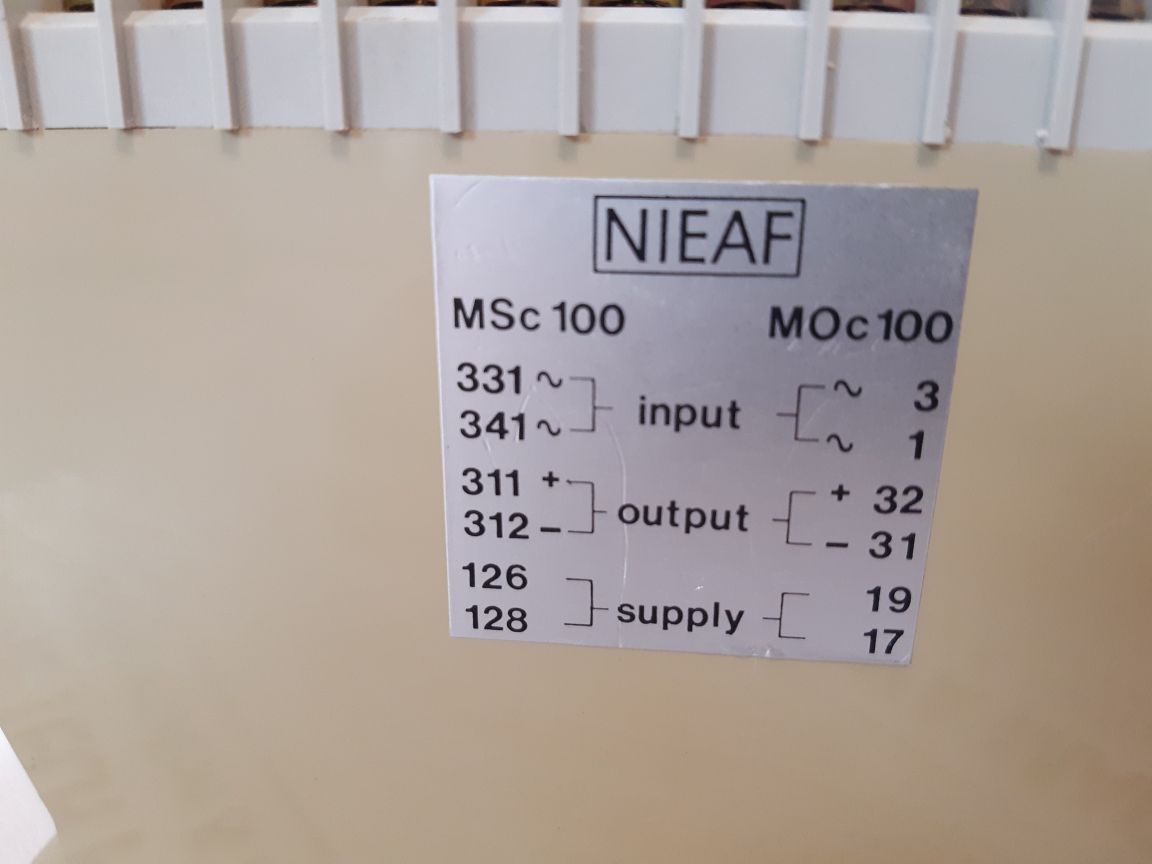 NIEAF
MSc 100 MOc 100
331 ~ input ~ 3
341 ~ ~ 1
311 + output + 32
312 – – 31
126 supply 19
128 17